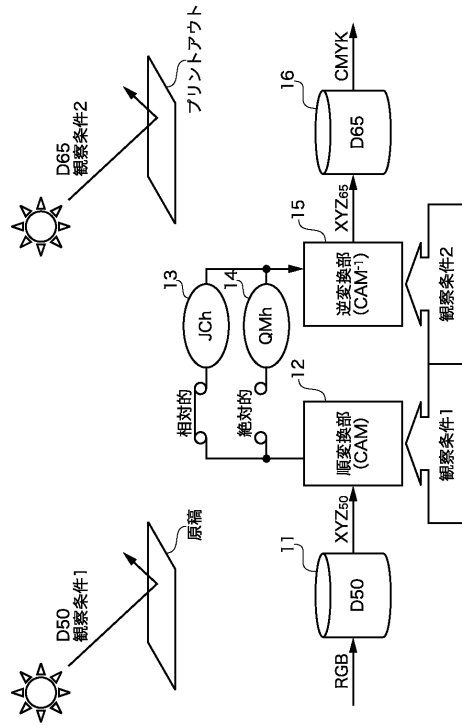 D50
観察条件1
原稿
D65
観察条件2
プリントアウト
相対的
絶対的
13
JCh
14
QMh
RGB
11
D50
XYZ50
12
順変換部
(CAM)
15
逆変換部
(CAM-1)
XYZ65
16
D65
CMYK
観察条件1
観察条件2